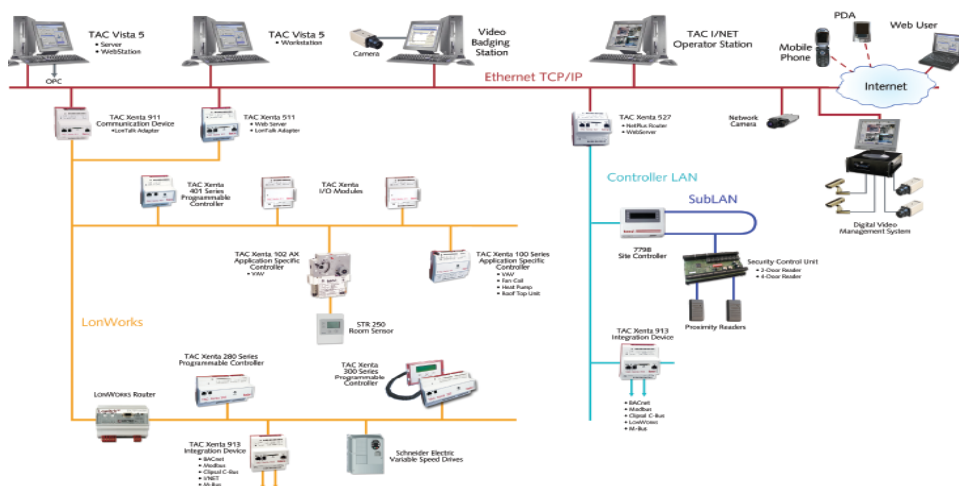 TAC Vista 5
• Server
• WebStation
OPC
TAC Vista 5
• Workstation
Camera
Video
Badging
Station
TAC I/NET
Operator Station
PDA
Mobile
Phone
Web User
Internet
Ethernet TCP/IP
TAC Xenta 911
Communication Device
• LonTalk Adapter
TAC Xenta 511
• Web Server
• LonTalk Adapter
TAC Xenta 527
• NetPlus Router
• WebServer
Network
Camera
Digital Video
Management System
TAC Xenta
401 Series
Programmable
Controller
TAC Xenta
I/O Modules
Controller LAN
SubLAN
7798
Site Controller
Security Control Unit
• 2-Door Reader
• 4-Door Reader
Proximity Readers
TAC Xenta 102 AX
Application Specific
Controller
• VAV
TAC Xenta 100 Series
Application Specific
Controller
• VAV
• Fan Coil
• Heat Pump
• Roof Top Unit
STR 250
Room Sensor
LonWorks
TAC Xenta 913
Integration Device
• BACnet
• Modbus
• Clipsal C-Bus
• LonWorks
• M-Bus
TAC Xenta 280 Series
Programmable Controller
TAC Xenta
300 Series
Programmable
Controller
LonWorks Router
TAC Xenta 913
Integration Device
• BACnet
• Modbus
• Clipsal C-Bus
• I/NET
• M-Bus
Schneider Electric
Variable Speed Drives